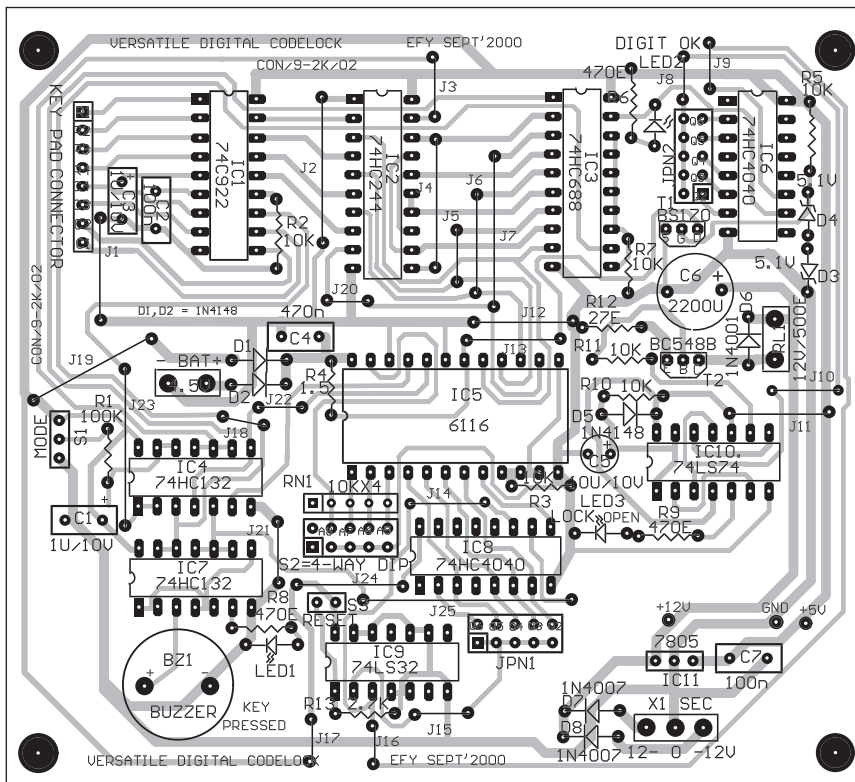 VERSATILE DIGITAL CODELOCK
EFY SEPT'2000
DIGIT OK
CON/9-2K/02
LED2
J9
470E
J8
J3
R5
10K
R6
KEY PAD CONNECTOR
IC1
74C922
J2
IC2
74HC244
J4
IC3
74HC688
JPN2
IC6
74HC4040
C3
1U/10V
C2
100n
J6
5.1V
T1
BS170
S G D
D4
R2
10K
J5
J7
R7
10K
5.1V
D3
J1
C6
+
2200U
J20
D1,D2 = IN4148
470n
C4
J12
R12
27E
D6
1N4001
RL1
12V/500E
CON/9-2K/02
J19
D1
J13
R11
10K
BC548B
E B C
T2
- BAT+
D2
R4
1.5
IC5
6116
J10
R10
10K
J23
J22
D5
1N4148
J11
R1
100K
MODE
S1
J18
C5
10U/10V
IC10
74LS74
IC4
74HC132
RN1
10KX4
J14
10K
R3
LED3
C1
1U/10V
LOCK OPEN
R9
470E
J21
IC7
74HC132
S2=4-WAY DIP
IC8
74HC4040
J24
R8
470E
S3
RESET
J25
+12V
GND
+5V
LED1
IC9
74LS32
JPN1
7805
IC11
C7
100n
BZ1
+
-
BUZZER
KEY
PRESSED
R13
2.7K
J15
1N4007
D7
X1 SEC
D8
J17
J16
1N4007
12- 0 -12V
VERSATILE DIGITAL CODELOCK
EFY SEPT'2000